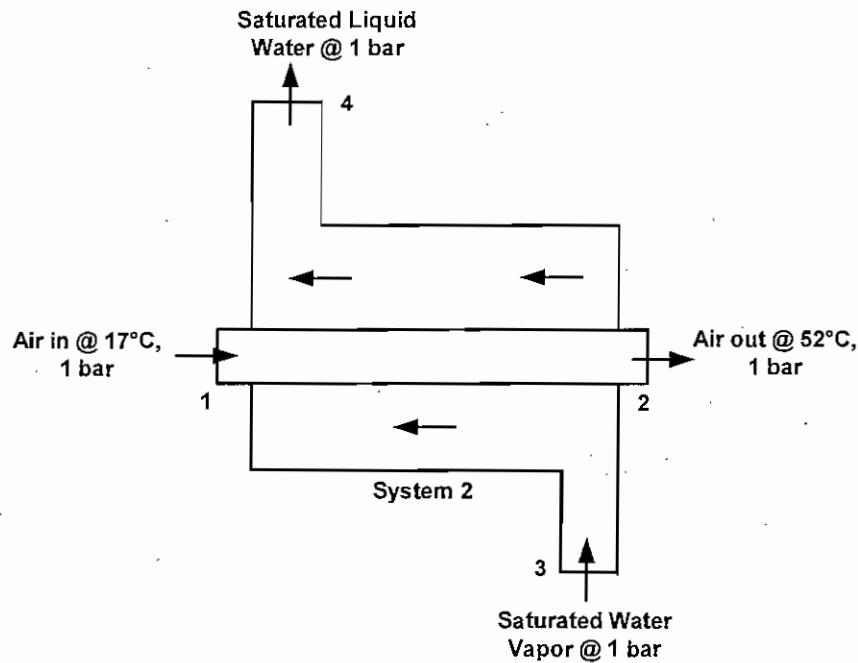 Saturated Liquid
Water @ 1 bar
4
Air in @ 17°C,
1 bar
Air out @ 52°C,
1 bar
1
2
System 2
3
Saturated Water
Vapor @ 1 bar